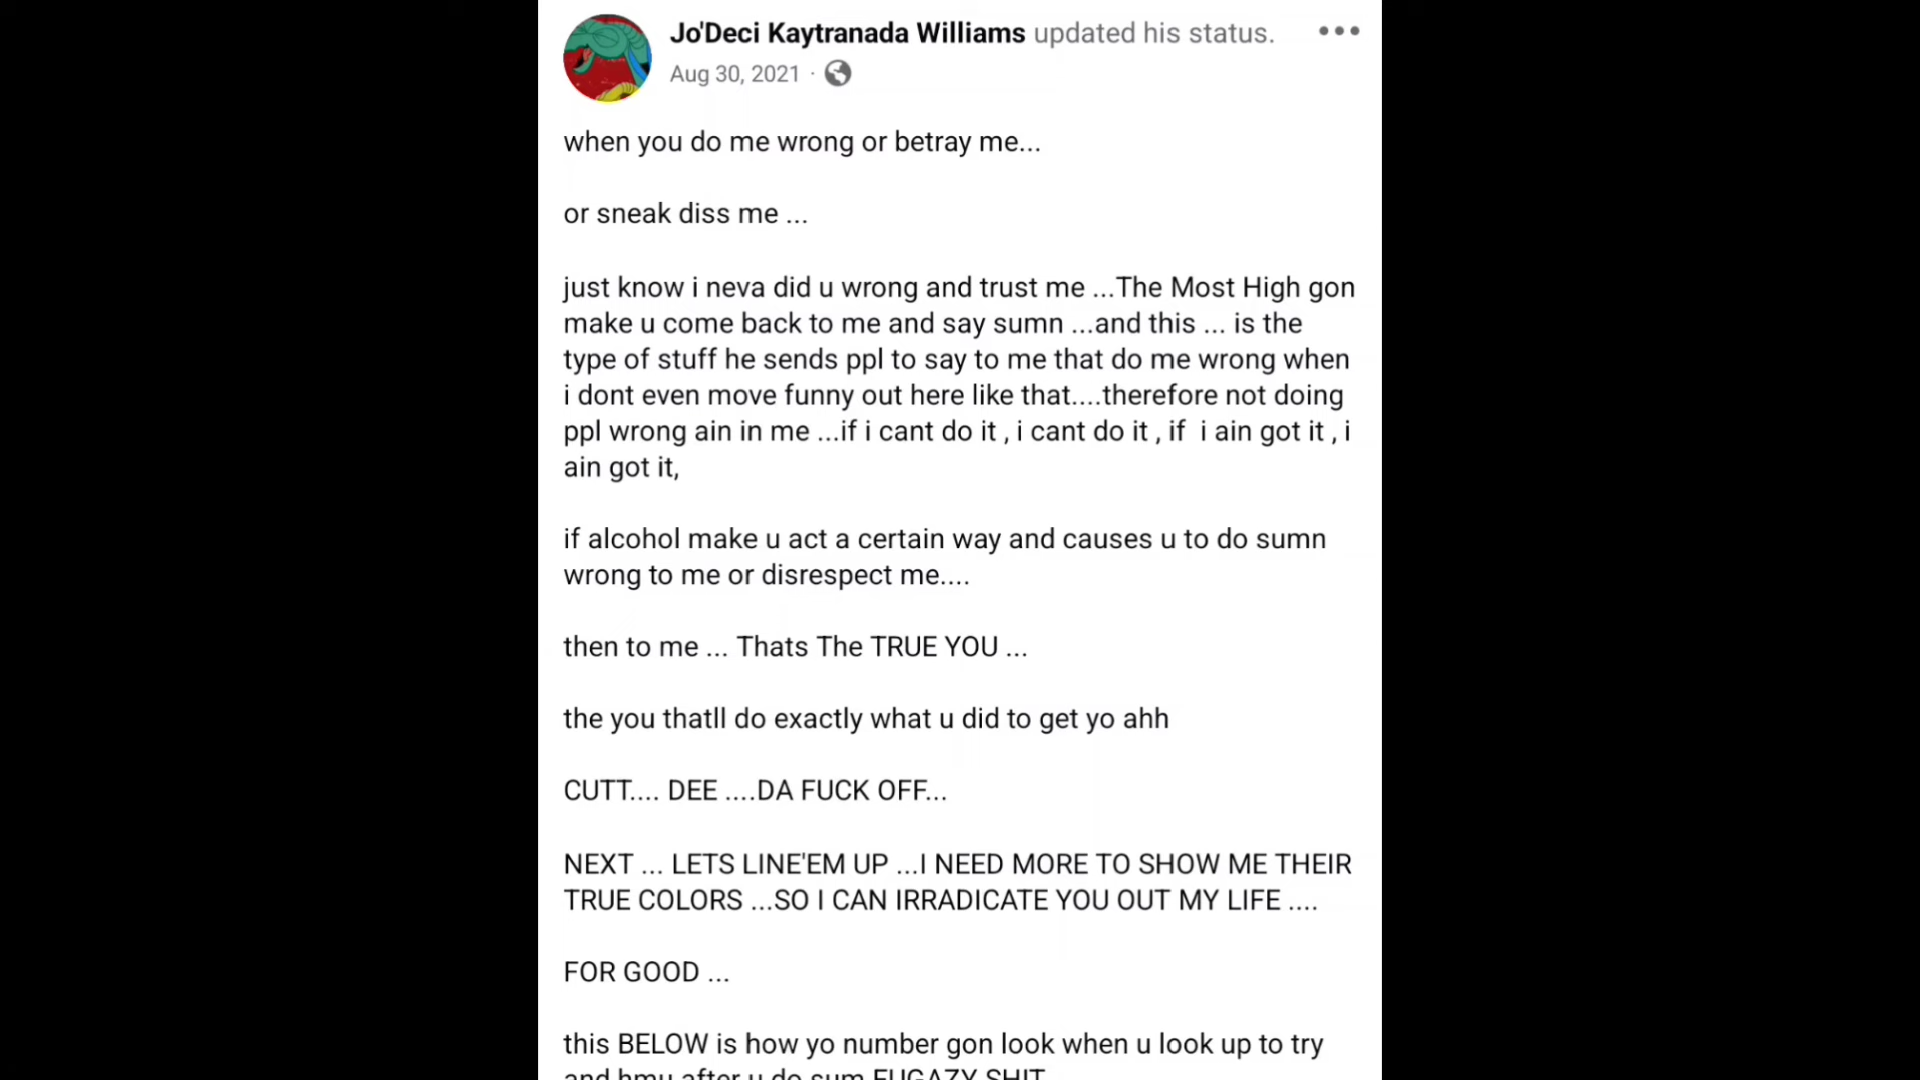 Jo'Deci Kaytranada Williams updated his status.
Aug 30, 2021 ·
when you do me wrong or betray me...
or sneak diss me ...
just know i neva did u wrong and trust me ...The Most High gon
make u come back to me and say sumn ...and this ... is the
type of stuff he sends ppl to say to me that do me wrong when
i dont even move funny out here like that....therefore not doing
ppl wrong ain in me ...if i cant do it , i cant do it , if  i ain got it , i
ain got it,
if alcohol make u act a certain way and causes u to do sumn
wrong to me or disrespect me....
then to me ... Thats The TRUE YOU ...
the you thatll do exactly what u did to get yo ahh
CUTT.... DEE ....DA FUCK OFF...
NEXT ... LETS LINE'EM UP ...I NEED MORE TO SHOW ME THEIR
TRUE COLORS ...SO I CAN IRRADICATE YOU OUT MY LIFE ....
FOR GOOD ...
this BELOW is how yo number gon look when u look up to try
and hmu after u do sum FUGAZY SHIT